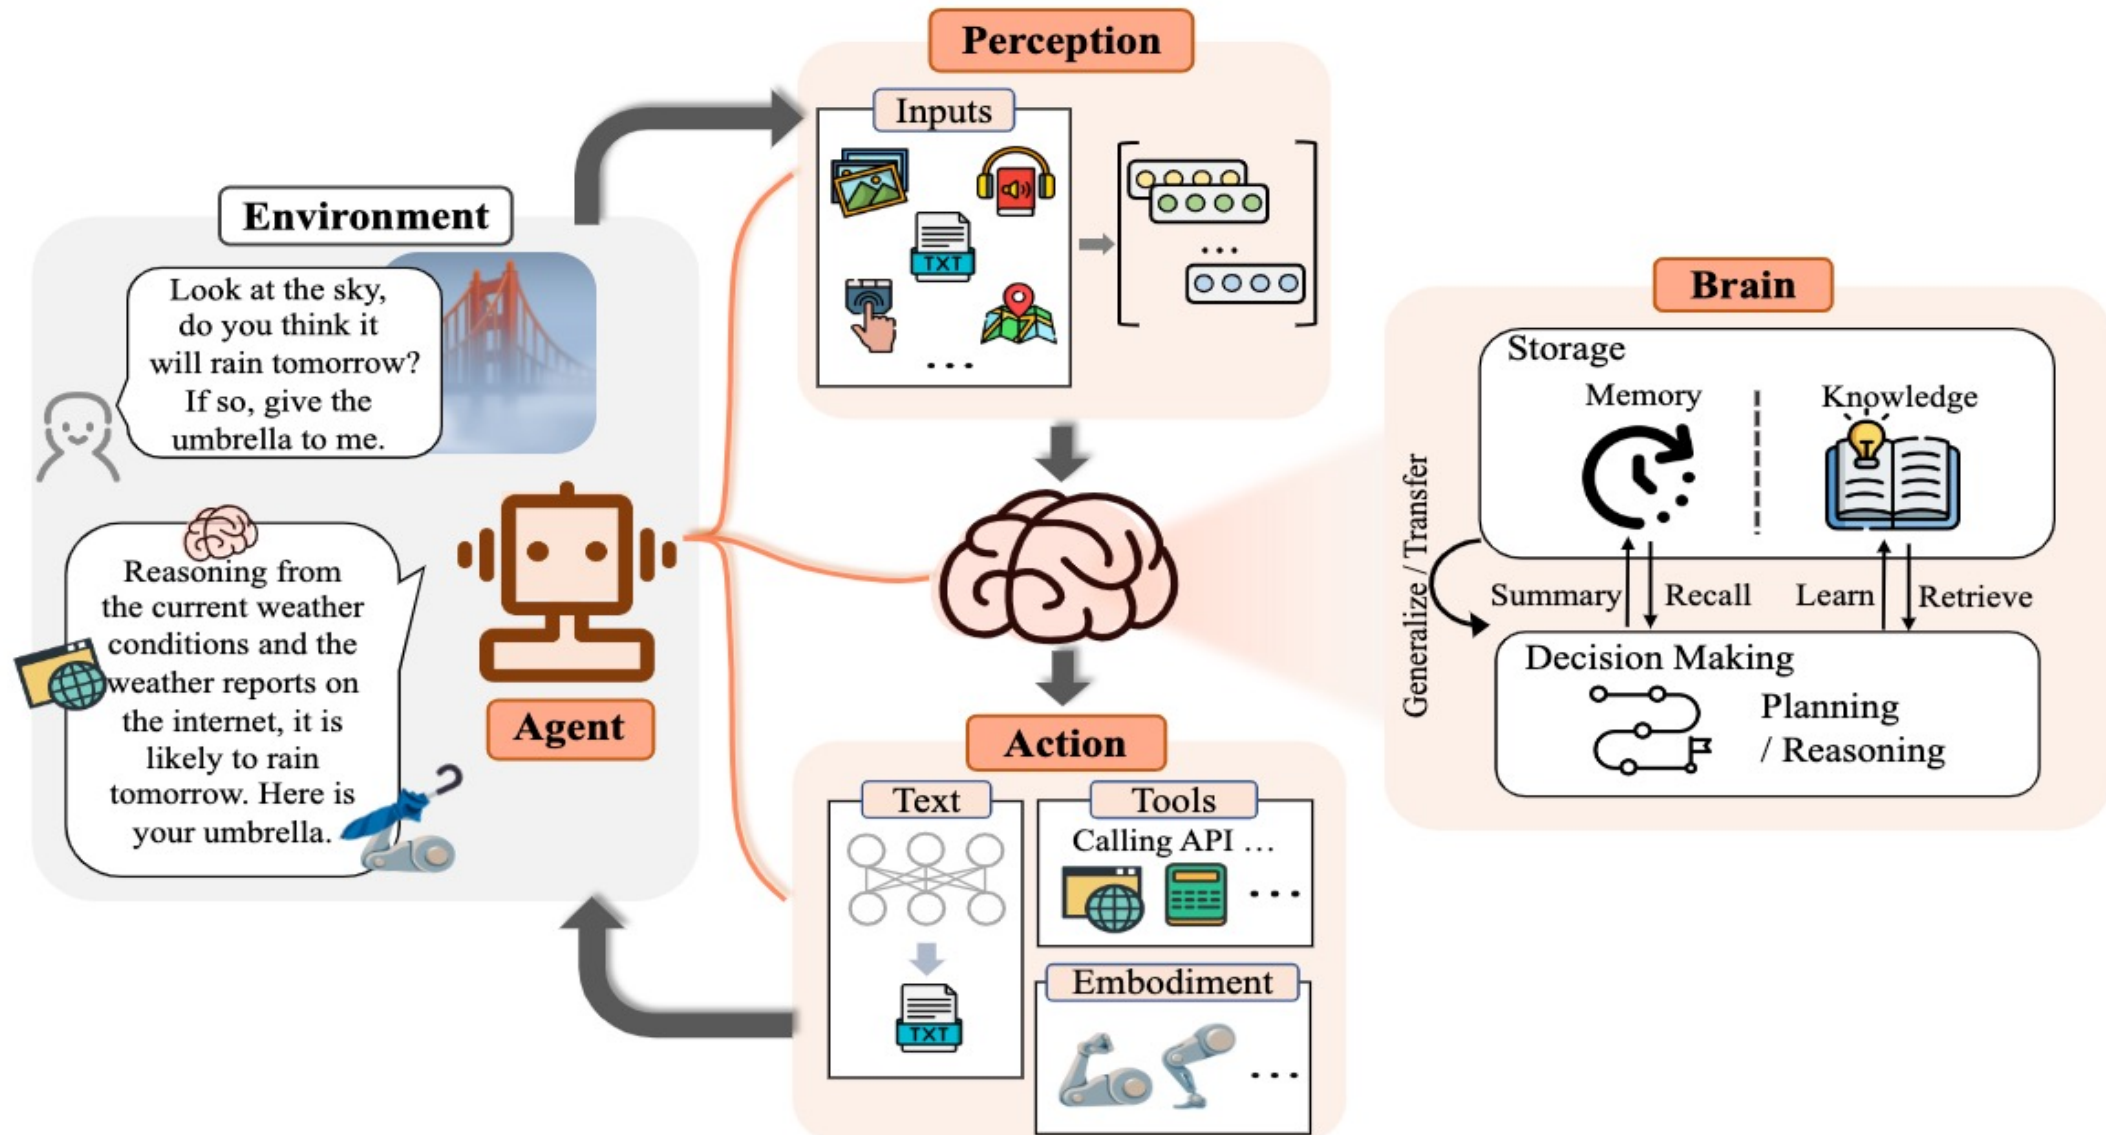 Perception
Inputs
TXT
...
...
Environment
Look at the sky,
do you think it
will rain tomorrow?
If so, give the
umbrella to me.
Reasoning from
the current weather
conditions and the
weather reports on
the internet, it is
likely to rain
tomorrow. Here is
your umbrella.
Agent
Brain
Storage
Memory
Knowledge
Generalize / Transfer
Summary
Recall
Learn
Retrieve
Decision Making
Planning
/ Reasoning
Action
Text
TXT
Tools
Calling API ...
...
Embodiment
...